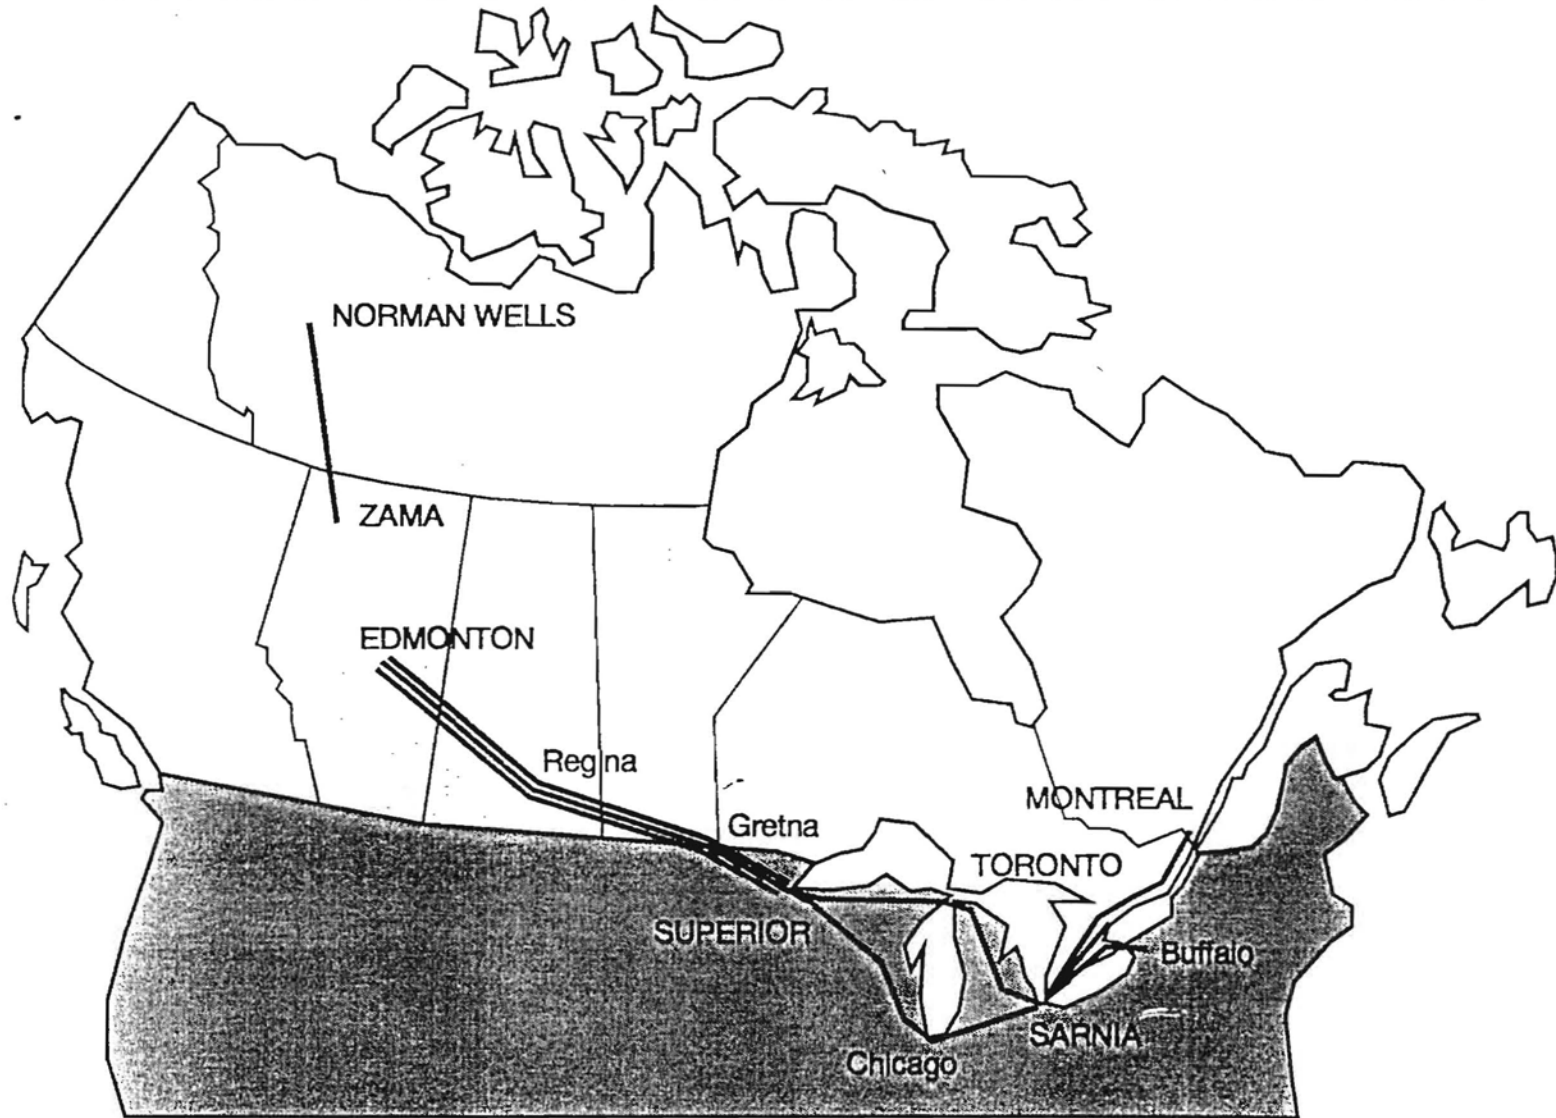 NORMAN WELLS
ZAMA
EDMONTON
Regina
Gretna
MONTREAL
TORONTO
SUPERIOR
Buffalo
SARNIA
Chicago